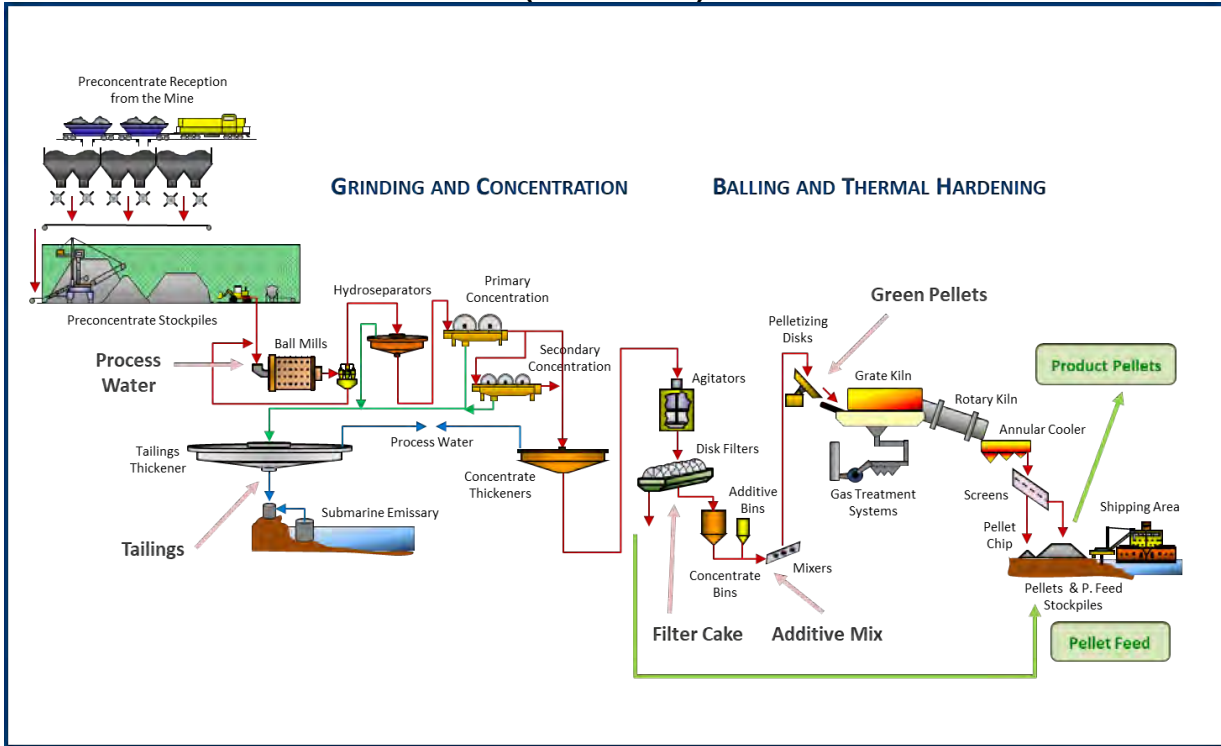 Preconcentrate Reception
from the Mine
GRINDING AND CONCENTRATION
BALLING AND THERMAL HARDENING
Preconcentrate Stockpiles
Process
Water
Ball Mills
Hydroseparators
Primary
Concentration
Secondary
Concentration
Tailings
Thickener
Process Water
Concentrate
Thickeners
Submarine Emissary
Tailings
Agitators
Disk Filters
Additive
Bins
Concentrate
Bins
Mixers
Filter Cake
Additive Mix
Green Pellets
Pelletizing
Disks
Grate Kiln
Rotary Kiln
Annular Cooler
Gas Treatment
Systems
Screens
Pellet
Chip
Product Pellets
Shipping Area
Pellets & P. Feed
Stockpiles
Pellet Feed